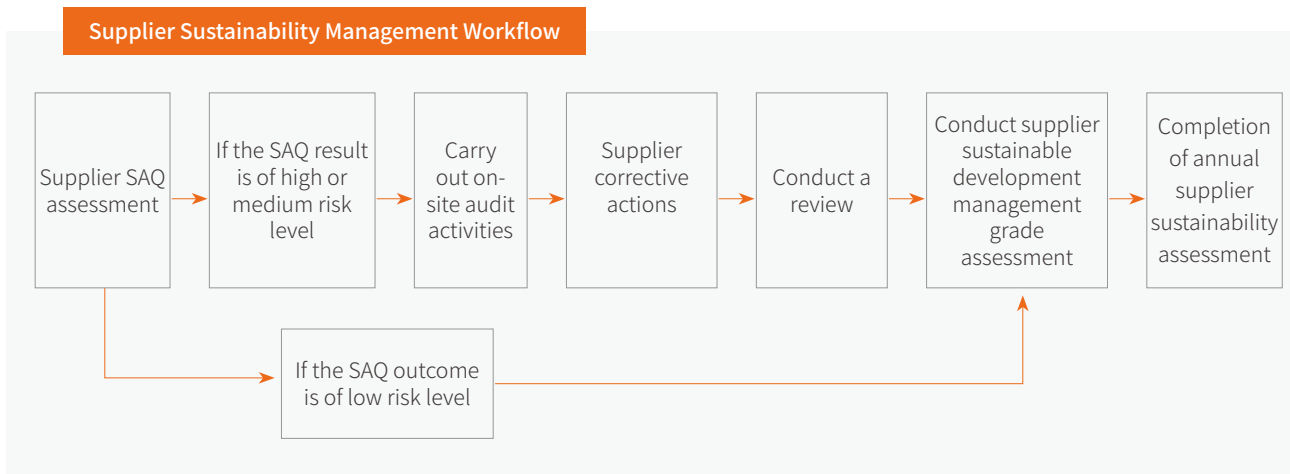 Supplier Sustainability Management Workflow
Supplier SAQ
assessment
If the SAQ result
is of high or
medium risk
level
Carry
out on-
site audit
activities
Supplier
corrective
actions
Conduct a
review
Conduct supplier
sustainable
development
management
grade
assessment
Completion
of annual
supplier
sustainability
assessment
If the SAQ outcome
is of low risk level